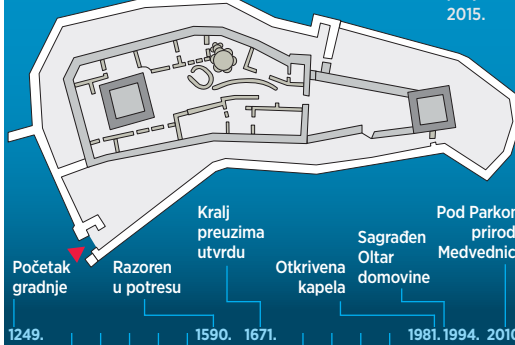 2015.
Kralj
preuzima
utvrdu
Pod
prirod
Sagrađen
Oltar
domovine
Medvednic
Početak
gradnje
Razoren
u potresu
Otkrivena
kapela
1249.
1590.
1671.
1981.
1994.
2010